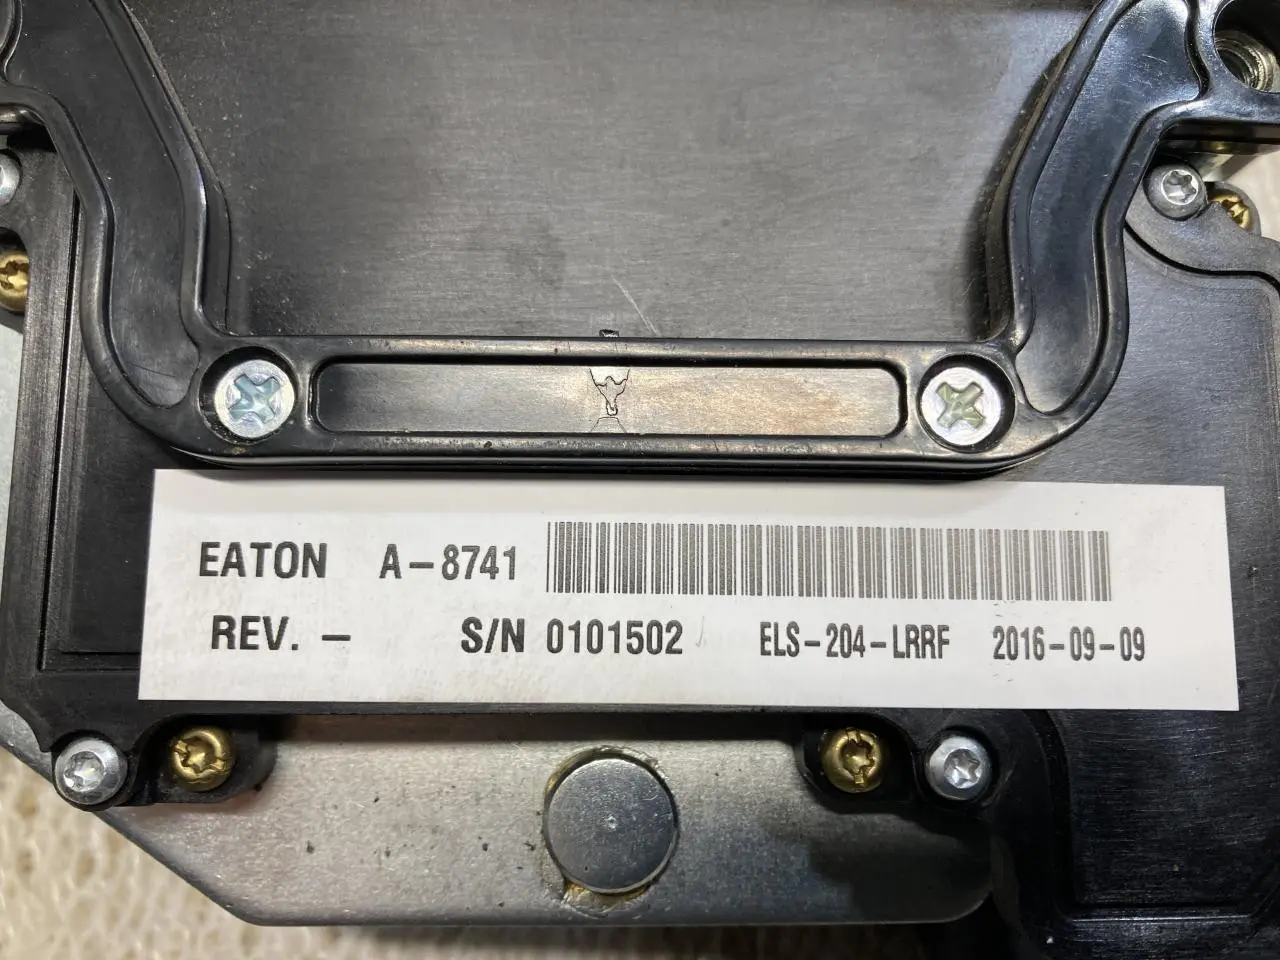 EATON A-8741
REV. - S/N 0101502 ELS-204-LRRF 2016-09-09